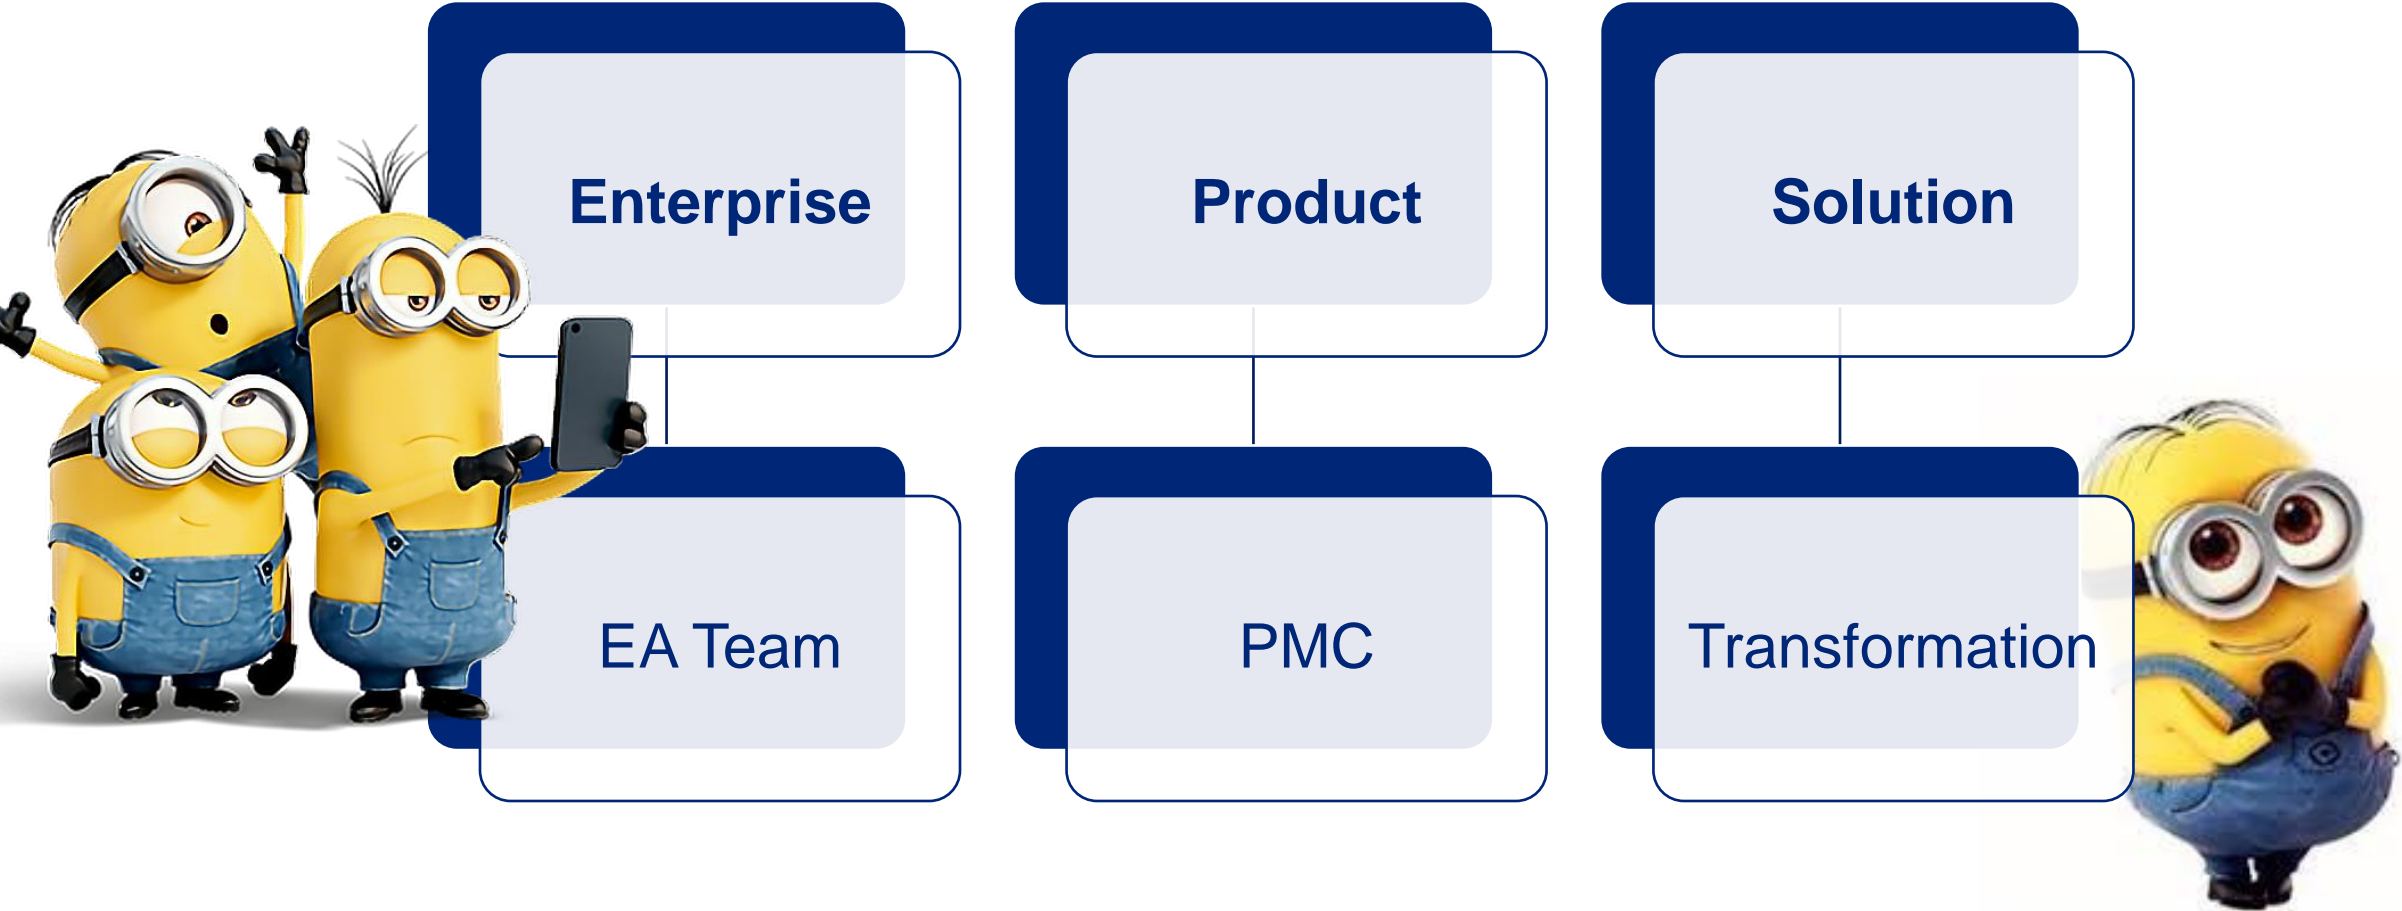 Enterprise
Product
Solution
EA Team
PMC
Transformation